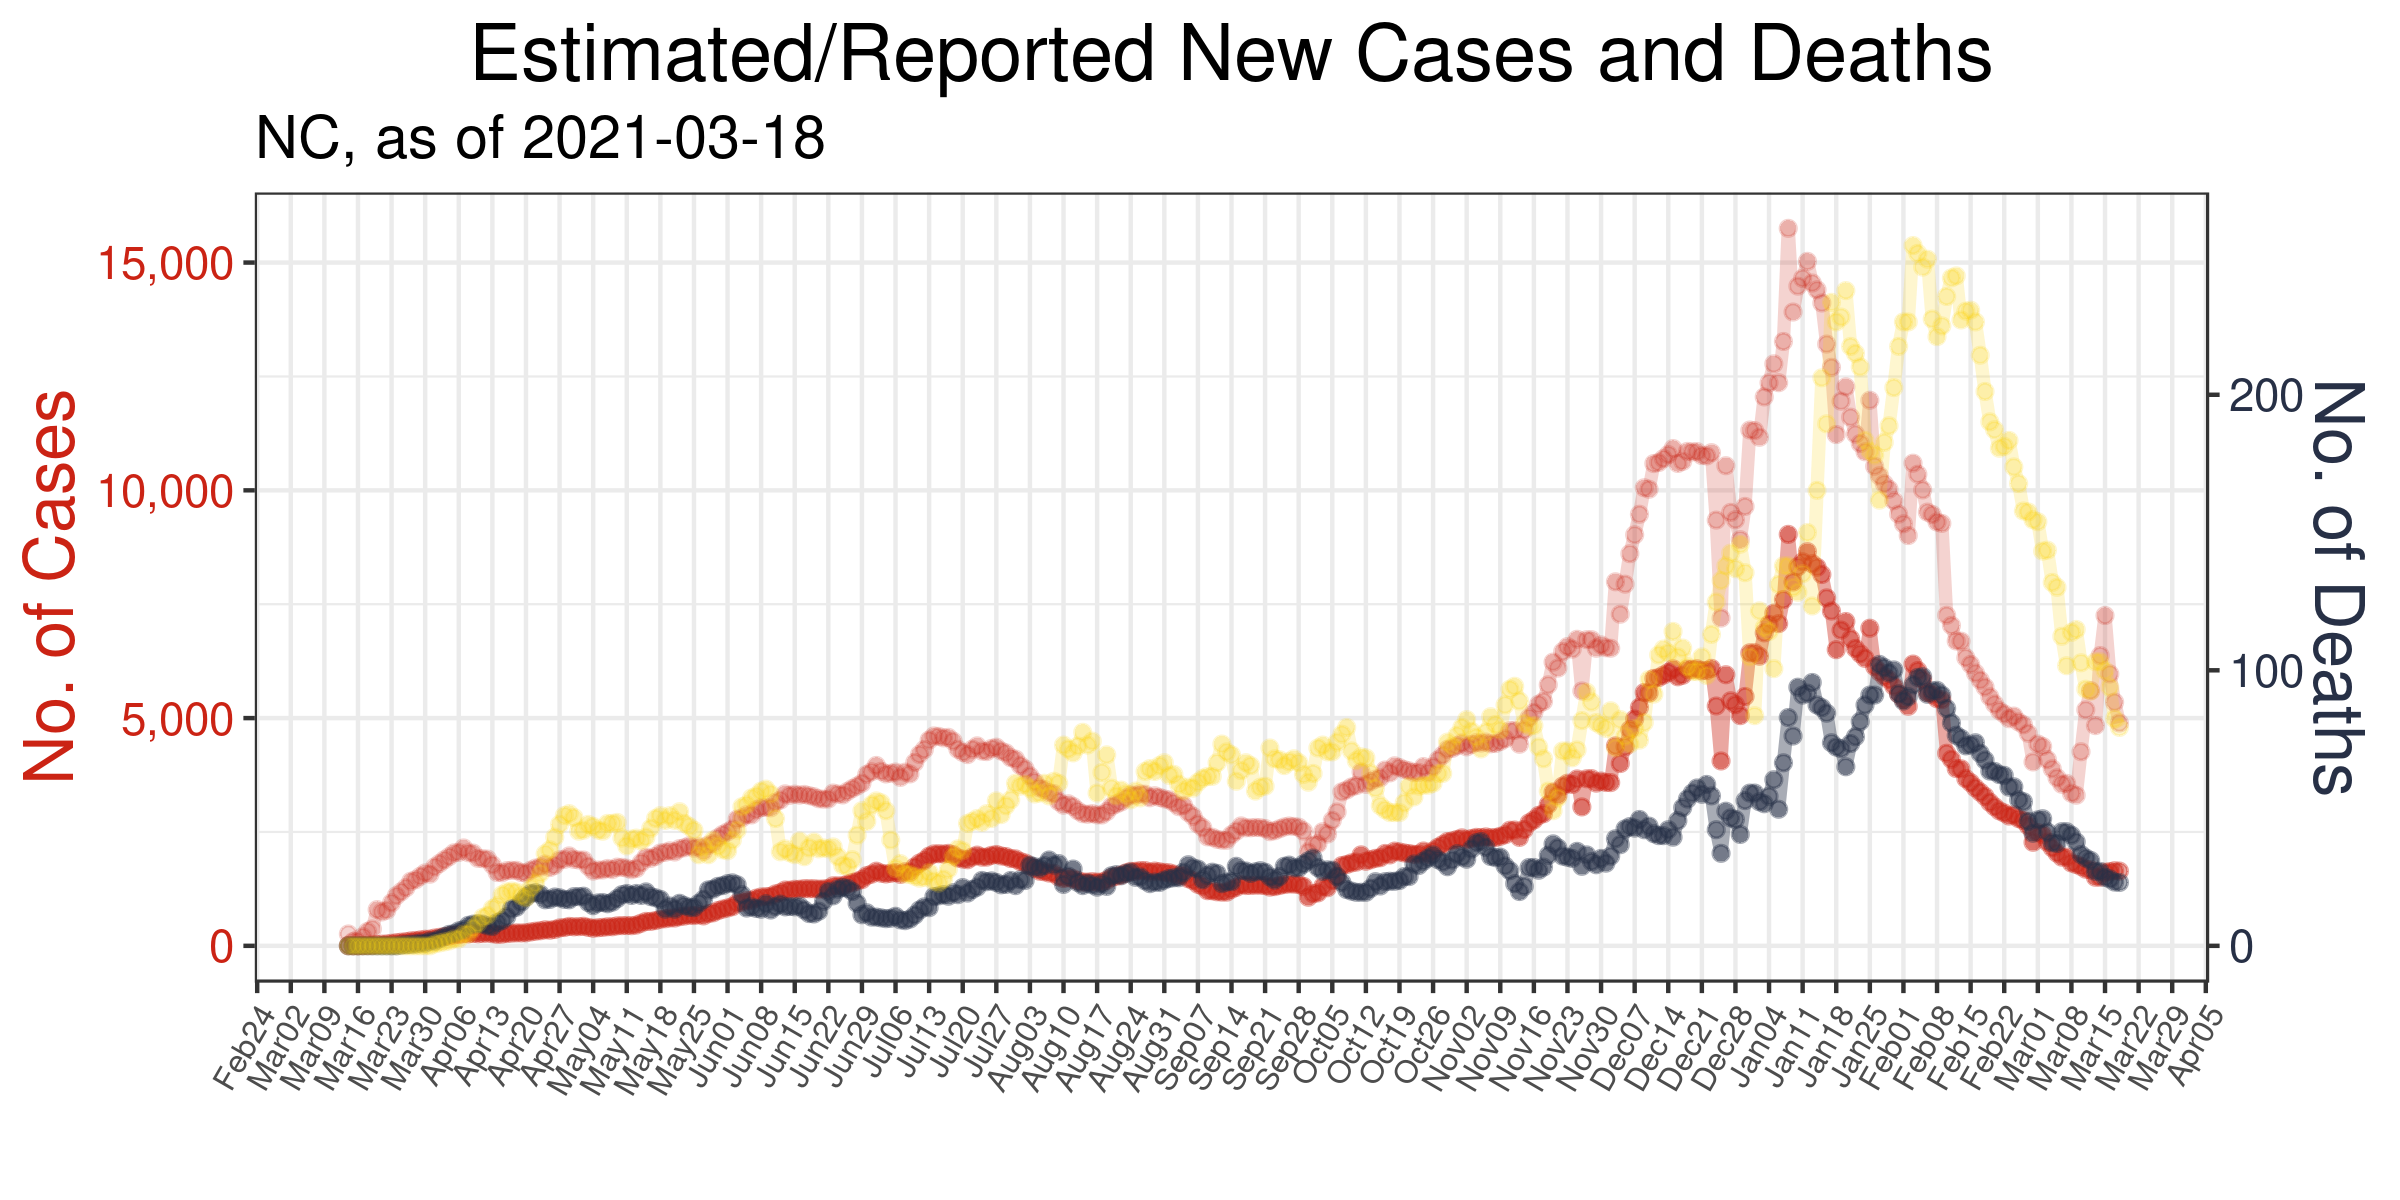 Estimated/Reported New Cases and Deaths
NC, as of 2021-03-18
No. of Cases
15,000
10,000
5,000
0
No. of Deaths
200
100
0
Feb24
Mar02
Mar09
Mar16
Mar23
Mar30
Apr06
Apr13
Apr20
Apr27
May04
May11
May18
May25
Jun01
Jun08
Jun15
Jun22
Jun29
Jul06
Jul13
Jul20
Jul27
Aug03
Aug10
Aug17
Aug24
Aug31
Sep07
Sep14
Sep21
Sep28
Oct05
Oct12
Oct19
Oct26
Nov02
Nov09
Nov16
Nov23
Nov30
Dec07
Dec14
Dec21
Dec28
Jan04
Jan11
Jan18
Jan25
Feb01
Feb08
Feb15
Feb22
Mar01
Mar08
Mar15
Mar22
Mar29
Apr05